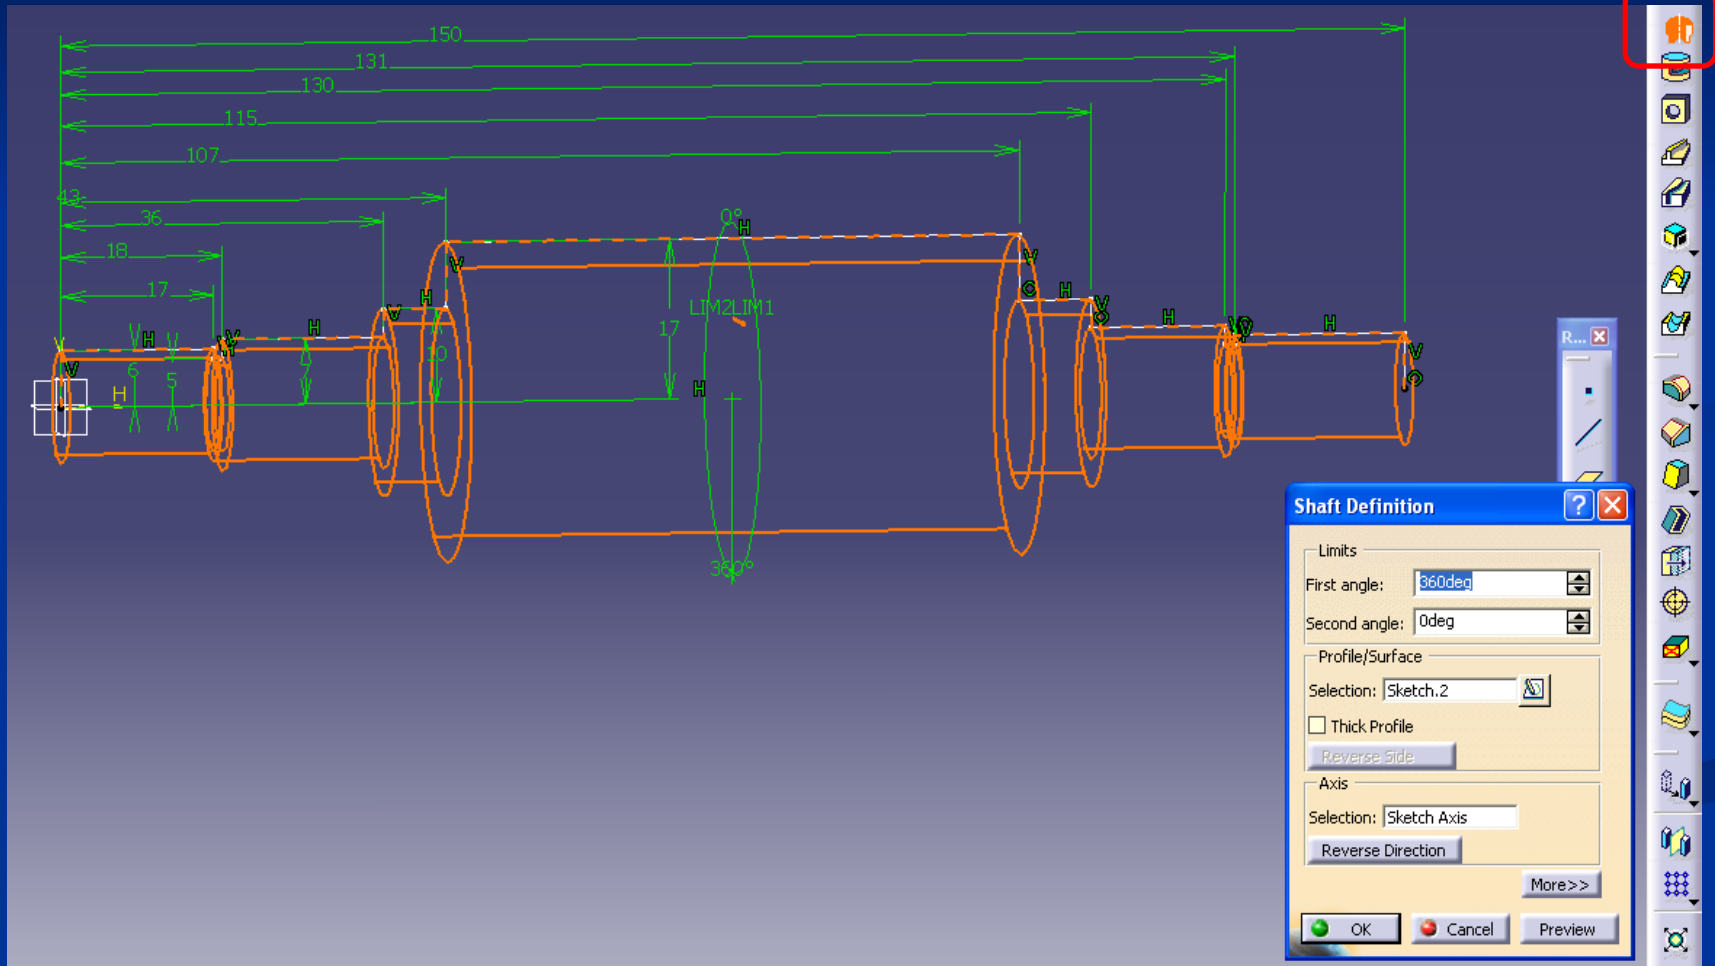 150
131
130
115
107
43
36
18
17
0°
H
V
V
H
V
H
V
LIM2LIM1
17
H
V
H
H
H
V
H
V
H
6
5
10
H
V
H
360°
R...
Shaft Definition
Limits
First angle: 360deg
Second angle: 0deg
Profile/Surface
Selection: Sketch.2
Thick Profile
Reverse Side
Axis
Selection: Sketch Axis
Reverse Direction
More>>
OK Cancel Preview